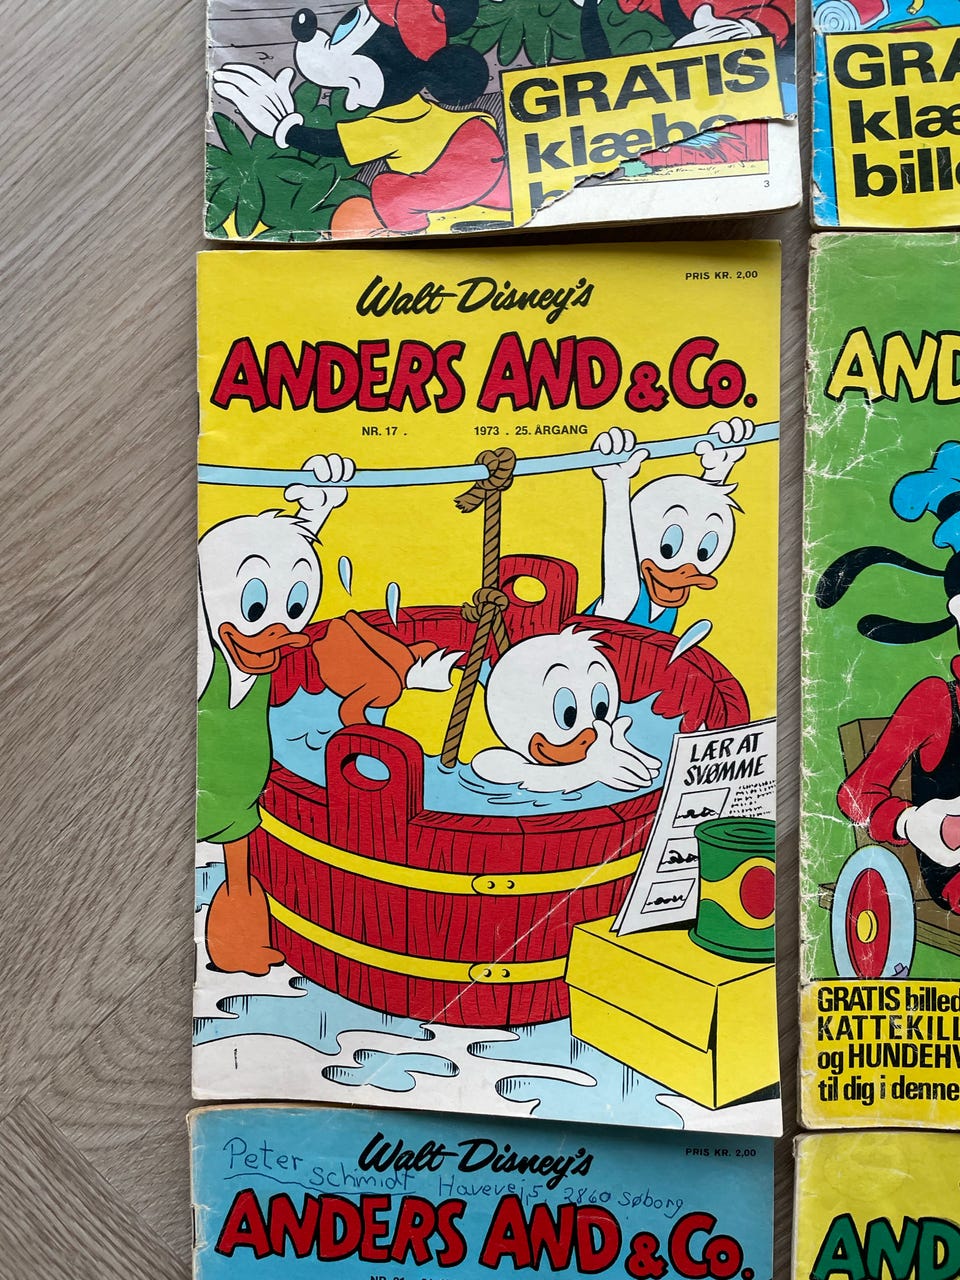 GRATIS
klæbe
3
GRA
klæ
bille
PRIS KR. 2,00
Walt Disney's
ANDERS AND & Co.
NR. 17 . 1973 . 25. ÅRGANG
LÆR AT
SVØMME
AND
GRATIS billed
KATTEKILL
og HUNDEHV
til dig i denne
PRIS KR. 2,00
Walt Disney's
Peter Schmidt Havevej 5 2860 Søborg
ANDERS AND & Co.
AND